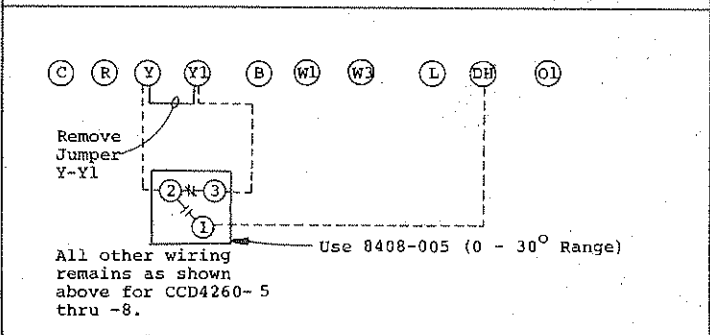 C R Y Y1 B W1 W3 L DH O1
Remove
Jumper
Y-Y1
2 3
1
Use 8408-005 (0 - 30° Range)
All other wiring
remains as shown
above for CCD4260-5
thru -8.